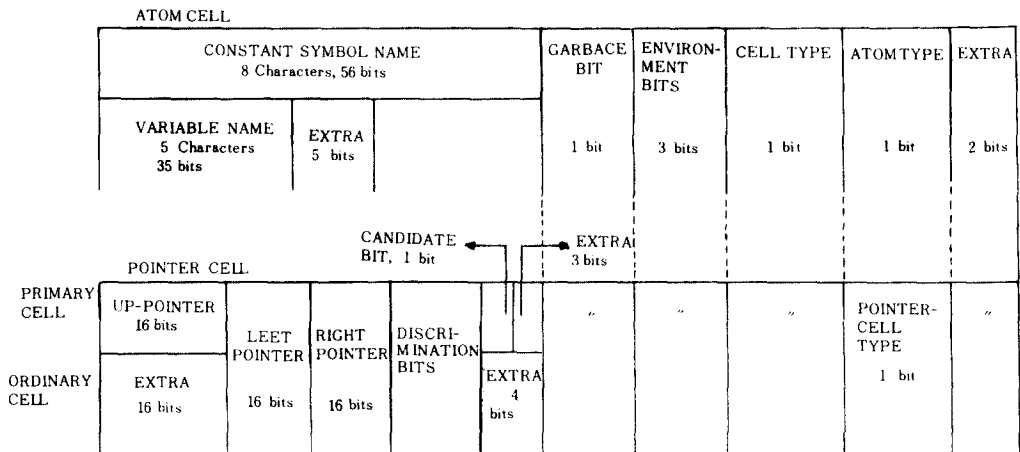 ATOM CELL
CONSTANT SYMBOL NAME
8 Characters, 56 bits
GARBACE
BIT
1 bit
ENVIRON-
MENT
BITS
3 bits
CELL TYPE
1 bit
ATOM TYPE
1 bit
EXTRA
2 bits
VARIABLE NAME
5 Characters
35 bits
EXTRA
5 bits
CANDIDATE
BIT, 1 bit
EXTRA
3 bits
POINTER CELL
PRIMARY
CELL
UP-POINTER
16 bits
LEET
POINTER
16 bits
RIGHT
POINTER
16 bits
DISCRI-
MINATION
BITS
〃
〃
〃
POINTER-
CELL
TYPE
1 bit
〃
ORDINARY
CELL
EXTRA
16 bits
EXTRA
4
bits